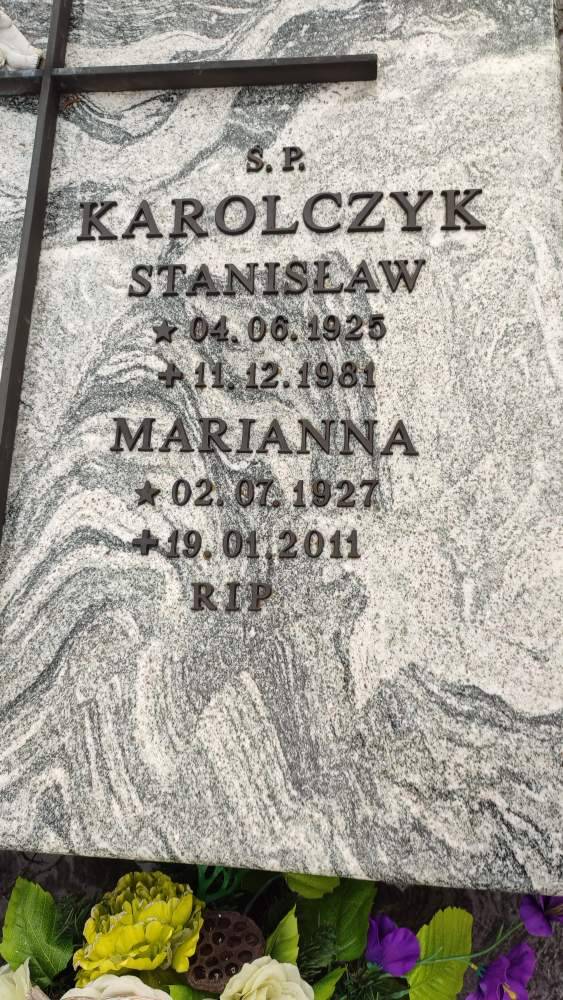 S. P.
KAROLCZYK
STANISŁAW
★ 04. 06. 1925
✝ 11. 12. 1981
MARIANNA
★ 02. 07. 1927
✝ 19. 01. 2011
RIP